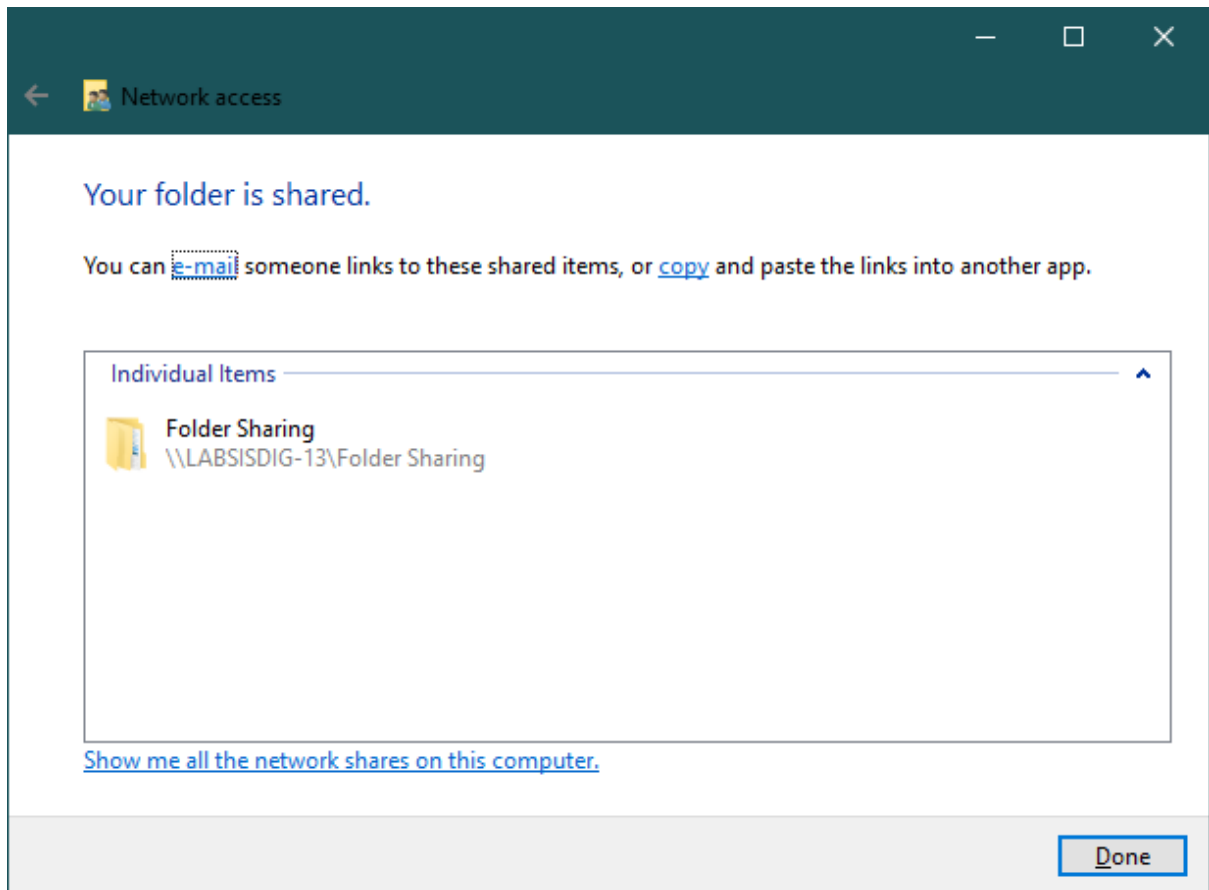 Network access
Your folder is shared.
You can e-mail someone links to these shared items, or copy and paste the links into another app.
Individual Items
Folder Sharing
\\LABSISDIG-13\Folder Sharing
Show me all the network shares on this computer.
Done